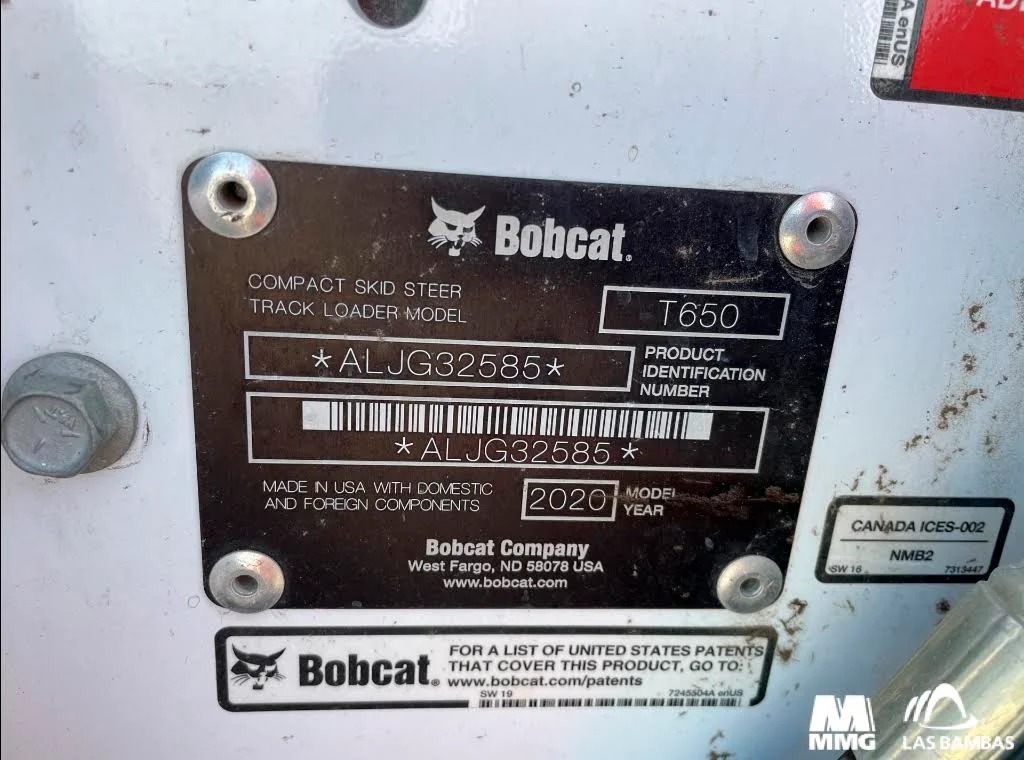 A enUS
Bobcat.
COMPACT SKID STEER
TRACK LOADER MODEL
T650
*ALJG32585*
PRODUCT
IDENTIFICATION
NUMBER
*ALJG32585*
MADE IN USA WITH DOMESTIC
AND FOREIGN COMPONENTS
2020
MODEL
YEAR
Bobcat Company
West Fargo, ND 58078 USA
www.bobcat.com
CANADA ICES-002
NMB2
SW 16
7313447
Bobcat.
FOR A LIST OF UNITED STATES PATENTS
THAT COVER THIS PRODUCT, GO TO:
www.bobcat.com/patents
SW 19
7245504A enUS
MMG
LAS BAMBAS